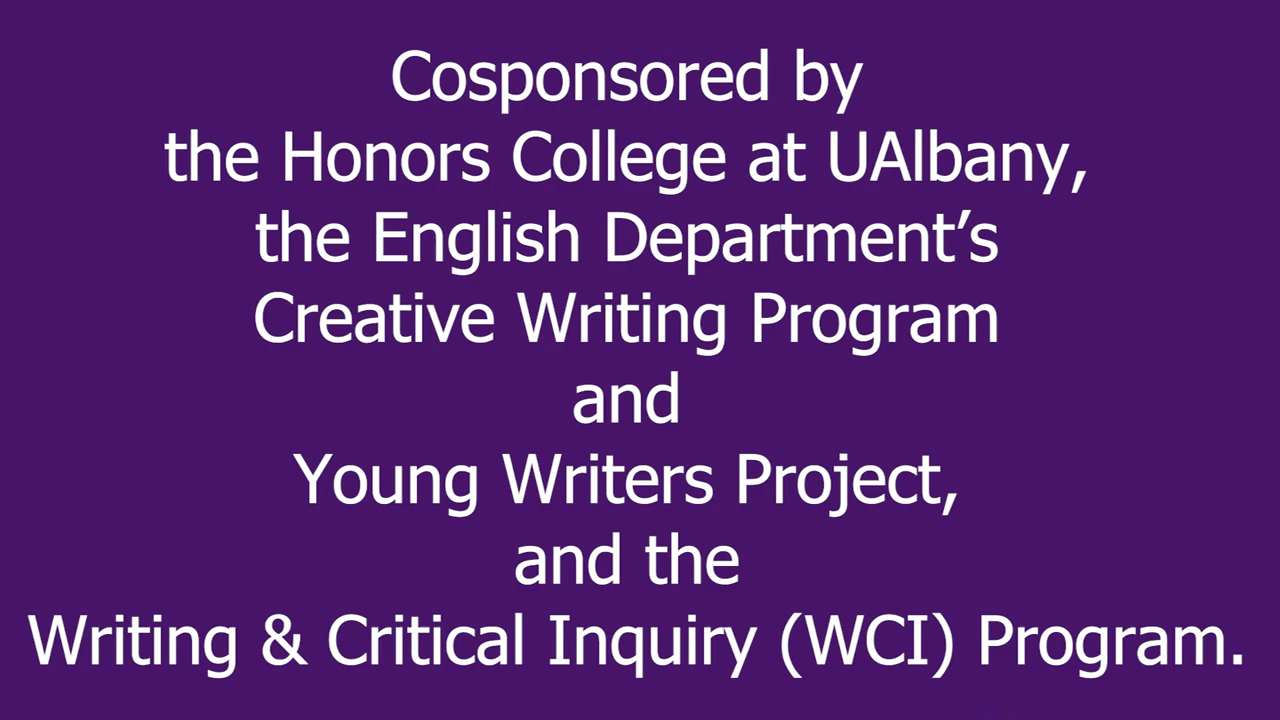 Cosponsored by
the Honors College at UAlbany,
the English Department’s
Creative Writing Program
and
Young Writers Project,
and the
Writing & Critical Inquiry (WCI) Program.